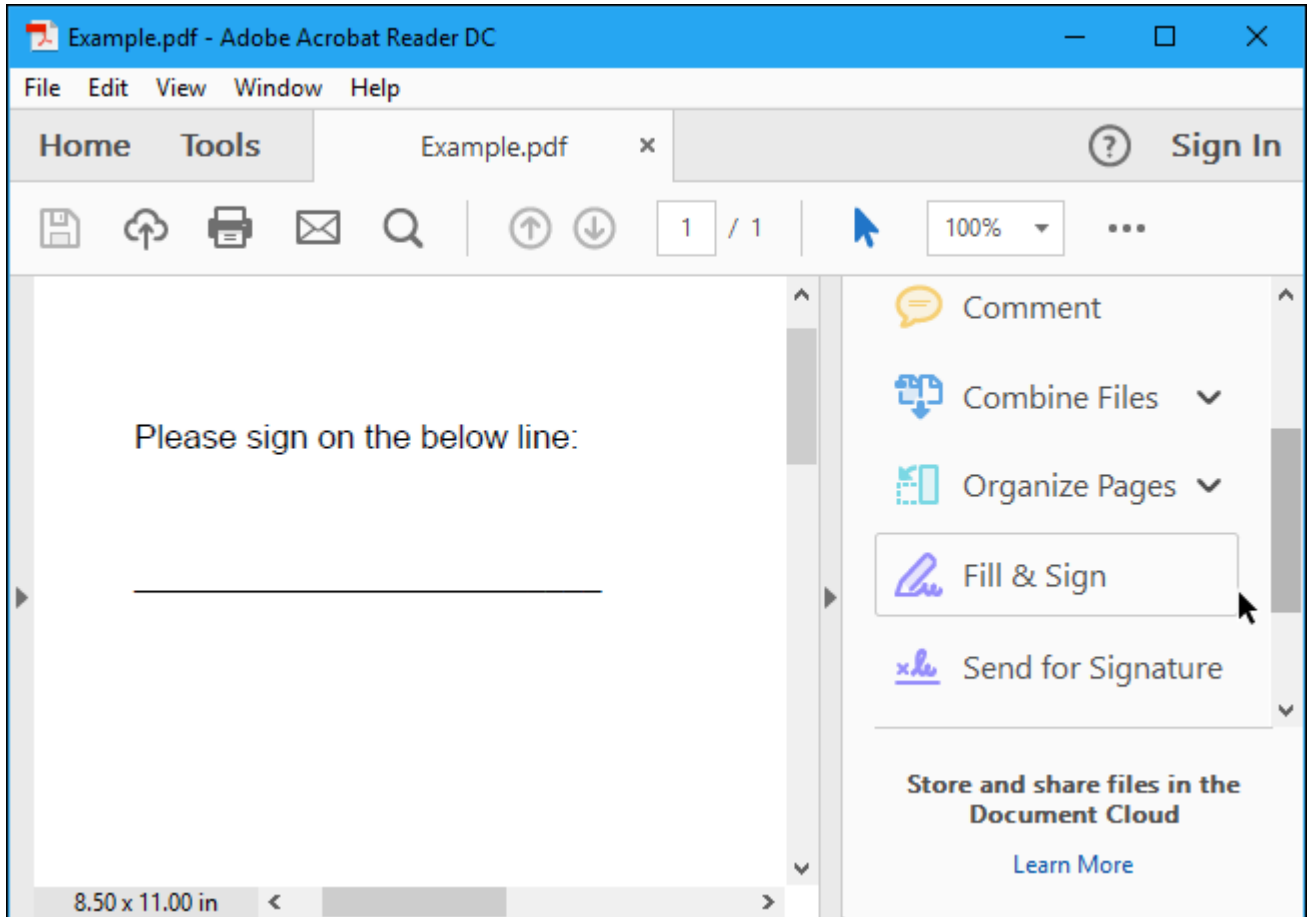 Example.pdf - Adobe Acrobat Reader DC
File Edit View Window Help
Home Tools Example.pdf Sign In
1 / 1 100%
Please sign on the below line:
Comment
Combine Files
Organize Pages
Fill & Sign
Send for Signature
Store and share files in the
Document Cloud
Learn More
8.50 x 11.00 in